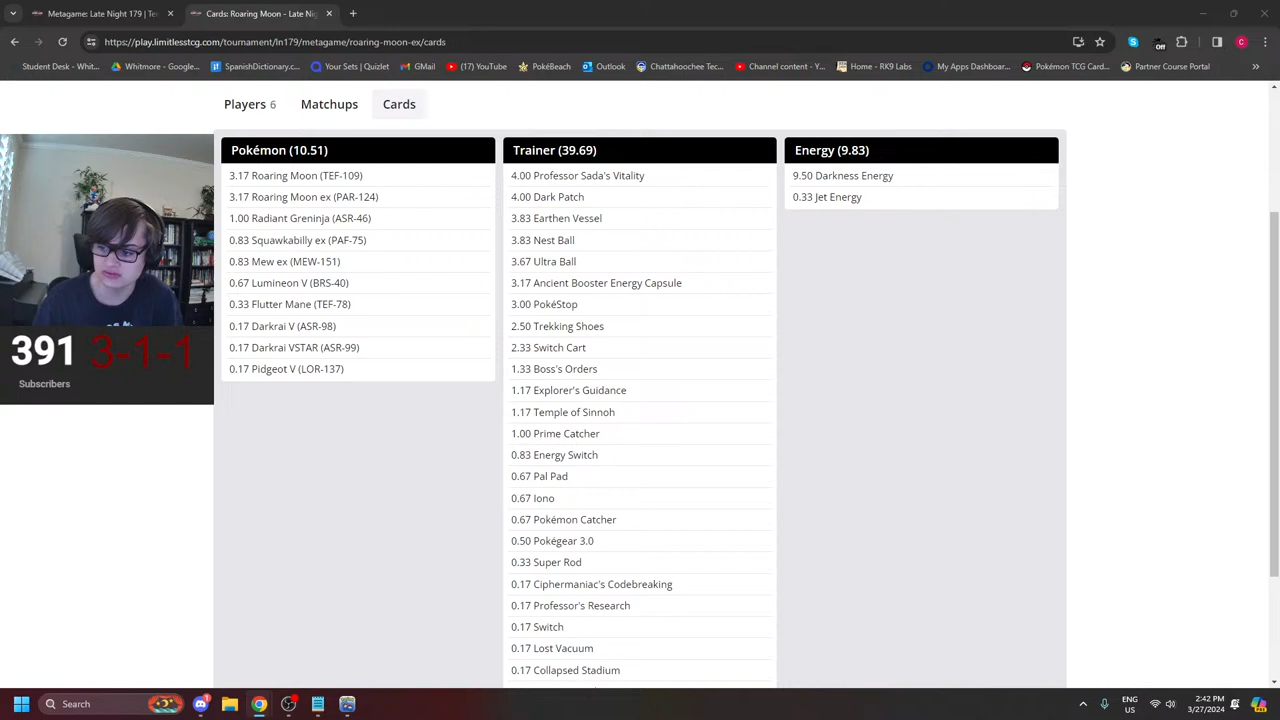 Metagame: Late Night 179 | Ter
Cards: Roaring Moon - Late Nig
https://play.limitlesstcg.com/tournament/ln179/metagame/roaring-moon-ex/cards
Student Desk - Whit...
Whitmore - Google...
SpanishDictionary.c...
Your Sets | Quizlet
GMail
(17) YouTube
PokéBeach
Outlook
Chattahoochee Tec...
Channel content - Y...
Home - RK9 Labs
My Apps Dashboar...
Pokémon TCG Card...
Partner Course Portal
Off
C
Players 6
Matchups
Cards
Pokémon (10.51)
3.17 Roaring Moon (TEF-109)
3.17 Roaring Moon ex (PAR-124)
1.00 Radiant Greninja (ASR-46)
0.83 Squawkabilly ex (PAF-75)
0.83 Mew ex (MEW-151)
0.67 Lumineon V (BRS-40)
0.33 Flutter Mane (TEF-78)
0.17 Darkrai V (ASR-98)
0.17 Darkrai VSTAR (ASR-99)
0.17 Pidgeot V (LOR-137)
Trainer (39.69)
4.00 Professor Sada's Vitality
4.00 Dark Patch
3.83 Earthen Vessel
3.83 Nest Ball
3.67 Ultra Ball
3.17 Ancient Booster Energy Capsule
3.00 PokéStop
2.50 Trekking Shoes
2.33 Switch Cart
1.33 Boss's Orders
1.17 Explorer's Guidance
1.17 Temple of Sinnoh
1.00 Prime Catcher
0.83 Energy Switch
0.67 Pal Pad
0.67 Iono
0.67 Pokémon Catcher
0.50 Pokégear 3.0
0.33 Super Rod
0.17 Ciphermaniac's Codebreaking
0.17 Professor's Research
0.17 Switch
0.17 Lost Vacuum
0.17 Collapsed Stadium
Energy (9.83)
9.50 Darkness Energy
0.33 Jet Energy
391
Subscribers
3-1-1
Search
ENG
US
2:42 PM
3/27/2024